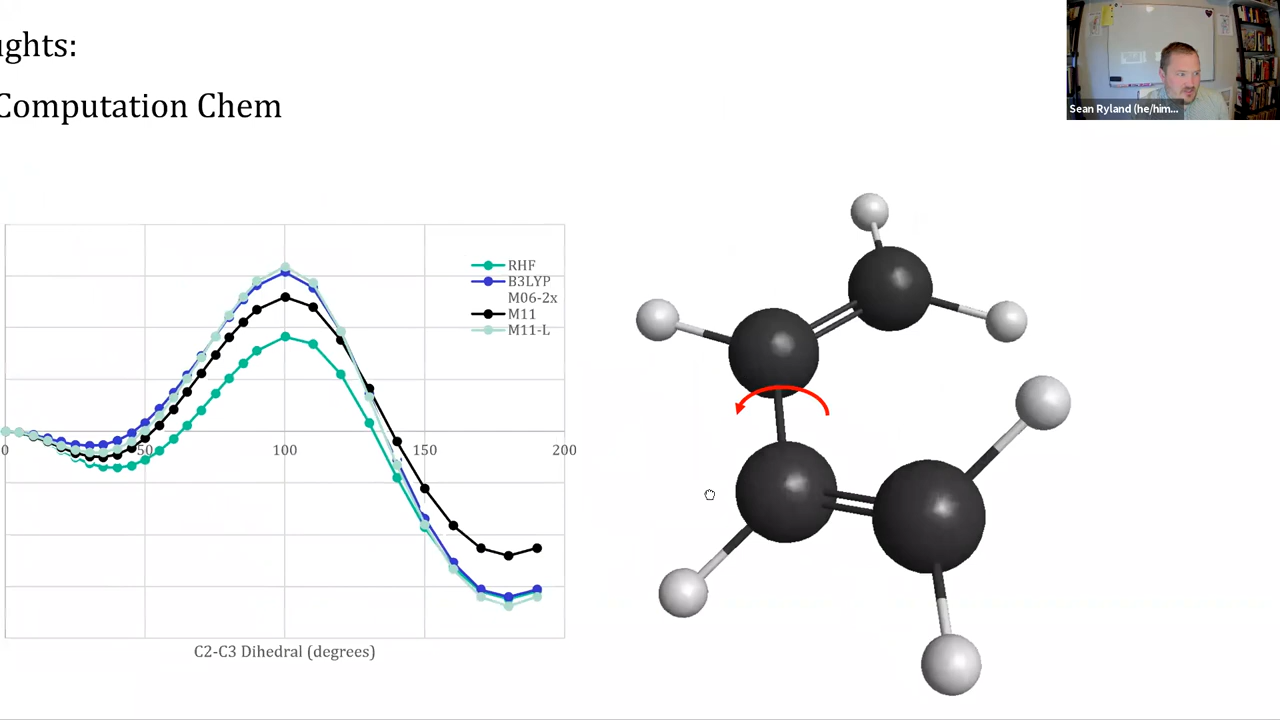 ughts:
Computation Chem
Sean Ryland (he/him...
RHF
B3LYP
M06-2x
M11
M11-L
0
50
100
150
200
C2-C3 Dihedral (degrees)